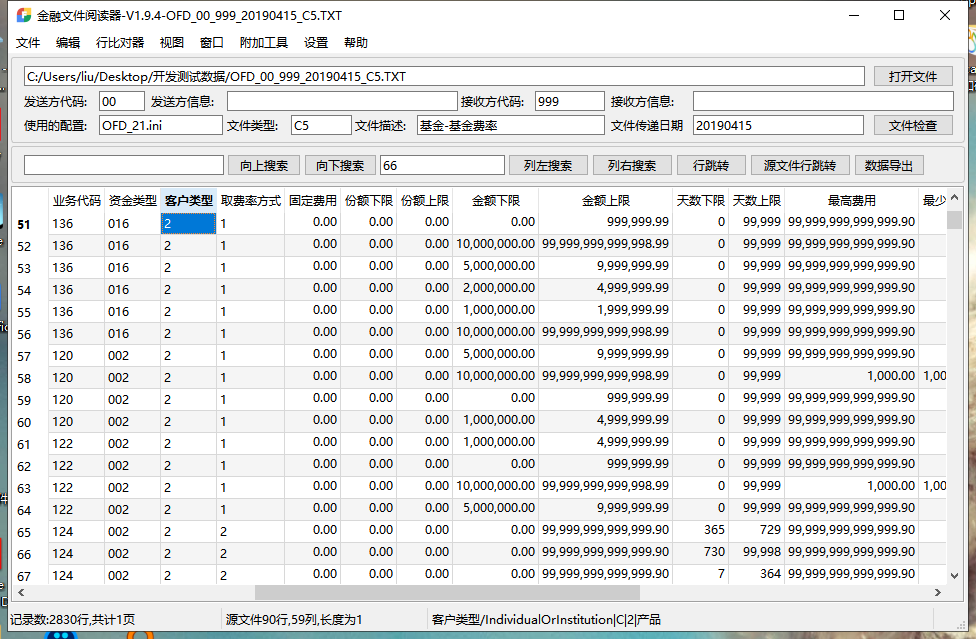 金融文件阅读器-V1.9.4-OFD_00_999_20190415_C5.TXT
文件 编辑 行比对器 视图 窗口 附加工具 设置 帮助
C:/Users/liu/Desktop/开发测试数据/OFD_00_999_20190415_C5.TXT 打开文件
发送方代码: 00 发送方信息: 接收方代码: 999 接收方信息:
使用的配置: OFD_21.ini 文件类型: C5 文件描述: 基金-基金费率 文件传递日期 20190415 文件检查
向上搜索 向下搜索 66 列左搜索 列右搜索 行跳转 源文件行跳转 数据导出
业务代码 资金类型 客户类型 取费率方式 固定费用 份额下限 份额上限 金额下限 金额上限 天数下限 天数上限 最高费用 最少
51 136 016 2 1 0.00 0.00 0.00 0.00 999,999.99 0 99,999 99,999,999,999,999.90
52 136 016 2 1 0.00 0.00 0.00 10,000,000.00 99,999,999,999,998.99 0 99,999 99,999,999,999,999.90
53 136 016 2 1 0.00 0.00 0.00 5,000,000.00 9,999,999.99 0 99,999 99,999,999,999,999.90
54 136 016 2 1 0.00 0.00 0.00 2,000,000.00 4,999,999.99 0 99,999 99,999,999,999,999.90
55 136 016 2 1 0.00 0.00 0.00 1,000,000.00 1,999,999.99 0 99,999 99,999,999,999,999.90
56 136 016 2 1 0.00 0.00 0.00 10,000,000.00 99,999,999,999,998.99 0 99,999 99,999,999,999,999.90
57 120 002 2 1 0.00 0.00 0.00 5,000,000.00 9,999,999.99 0 99,999 99,999,999,999,999.90
58 120 002 2 1 0.00 0.00 0.00 10,000,000.00 99,999,999,999,998.99 0 99,999 1,000.00 1,00
59 120 002 2 1 0.00 0.00 0.00 0.00 999,999.99 0 99,999 99,999,999,999,999.90
60 120 002 2 1 0.00 0.00 0.00 1,000,000.00 4,999,999.99 0 99,999 99,999,999,999,999.90
61 122 002 2 1 0.00 0.00 0.00 1,000,000.00 4,999,999.99 0 99,999 99,999,999,999,999.90
62 122 002 2 1 0.00 0.00 0.00 0.00 999,999.99 0 99,999 99,999,999,999,999.90
63 122 002 2 1 0.00 0.00 0.00 10,000,000.00 99,999,999,999,998.99 0 99,999 1,000.00 1,00
64 122 002 2 1 0.00 0.00 0.00 5,000,000.00 9,999,999.99 0 99,999 99,999,999,999,999.90
65 124 002 2 2 0.00 0.00 0.00 0.00 99,999,999,999,999.90 365 729 99,999,999,999,999.90
66 124 002 2 2 0.00 0.00 0.00 0.00 99,999,999,999,999.90 730 99,998 99,999,999,999,999.90
67 124 002 2 2 0.00 0.00 0.00 0.00 99,999,999,999,999.90 7 364 99,999,999,999,999.90
记录数:2830行,共计1页 源文件90行,59列,长度为1 客户类型/IndividualOrInstitution|C|2|产品